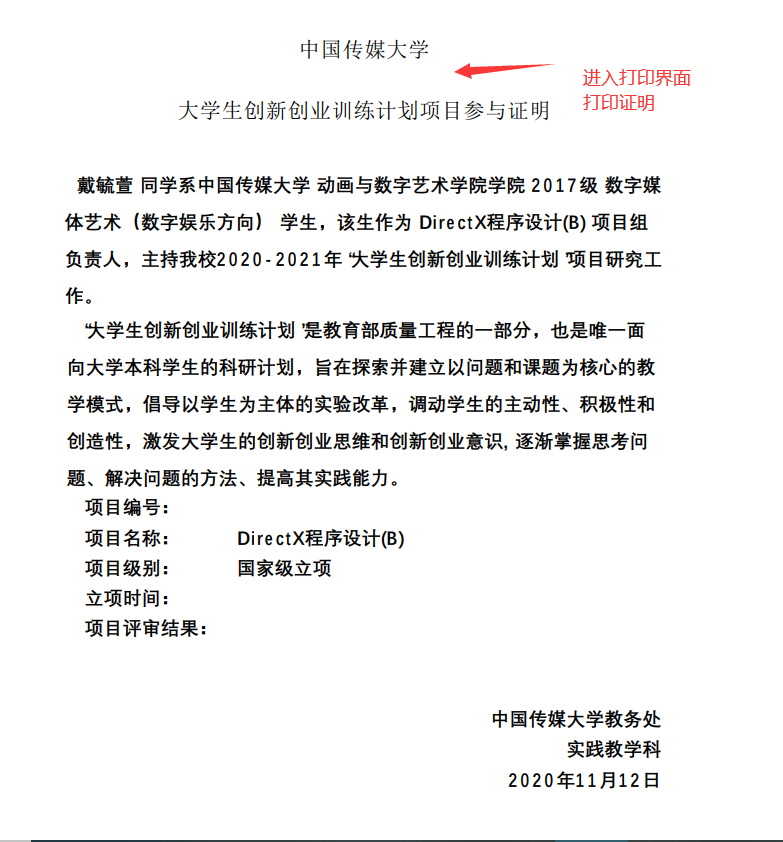 中国传媒大学
进入打印界面
打印证明
大学生创新创业训练计划项目参与证明
戴毓萱 同学系中国传媒大学 动画与数字艺术学院学院 2017级 数字媒
体艺术（数字娱乐方向） 学生，该生作为 DirectX程序设计(B) 项目组
负责人，主持我校2020-2021年 “大学生创新创业训练计划 ”项目研究工
作。
“大学生创新创业训练计划 ”是教育部质量工程的一部分，也是唯一面
向大学本科学生的科研计划，旨在探索并建立以问题和课题为核心的教
学模式，倡导以学生为主体的实验改革，调动学生的主动性、积极性和
创造性，激发大学生的创新创业思维和创新创业意识, 逐渐掌握思考问
题、解决问题的方法、提高其实践能力。
项目编号：
项目名称： DirectX程序设计(B)
项目级别： 国家级立项
立项时间：
项目评审结果：
中国传媒大学教务处
实践教学科
2020年11月12日